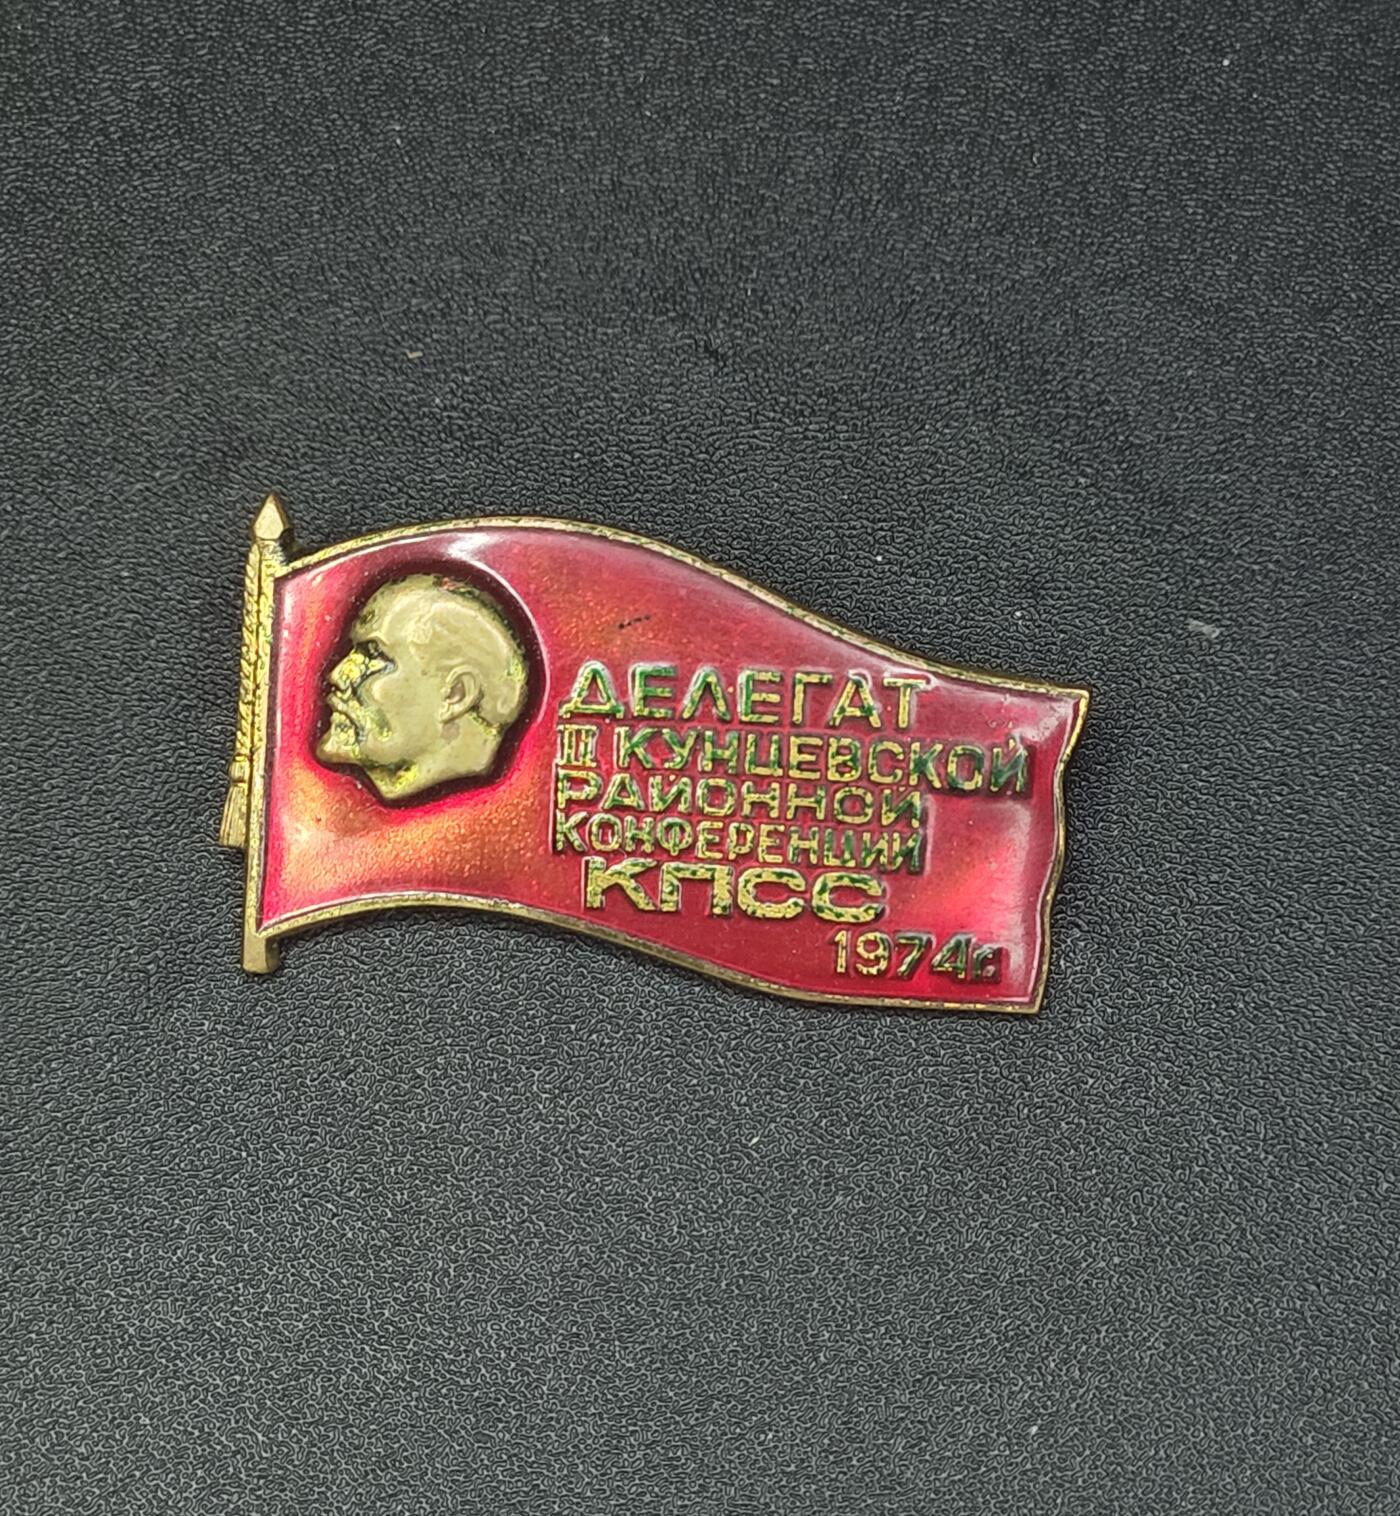 ДЕЛЕГАТ
III КУНЦЕВСКОЙ
РАЙОННОЙ
КОНФЕРЕНЦИИ
КПСС
1974г.